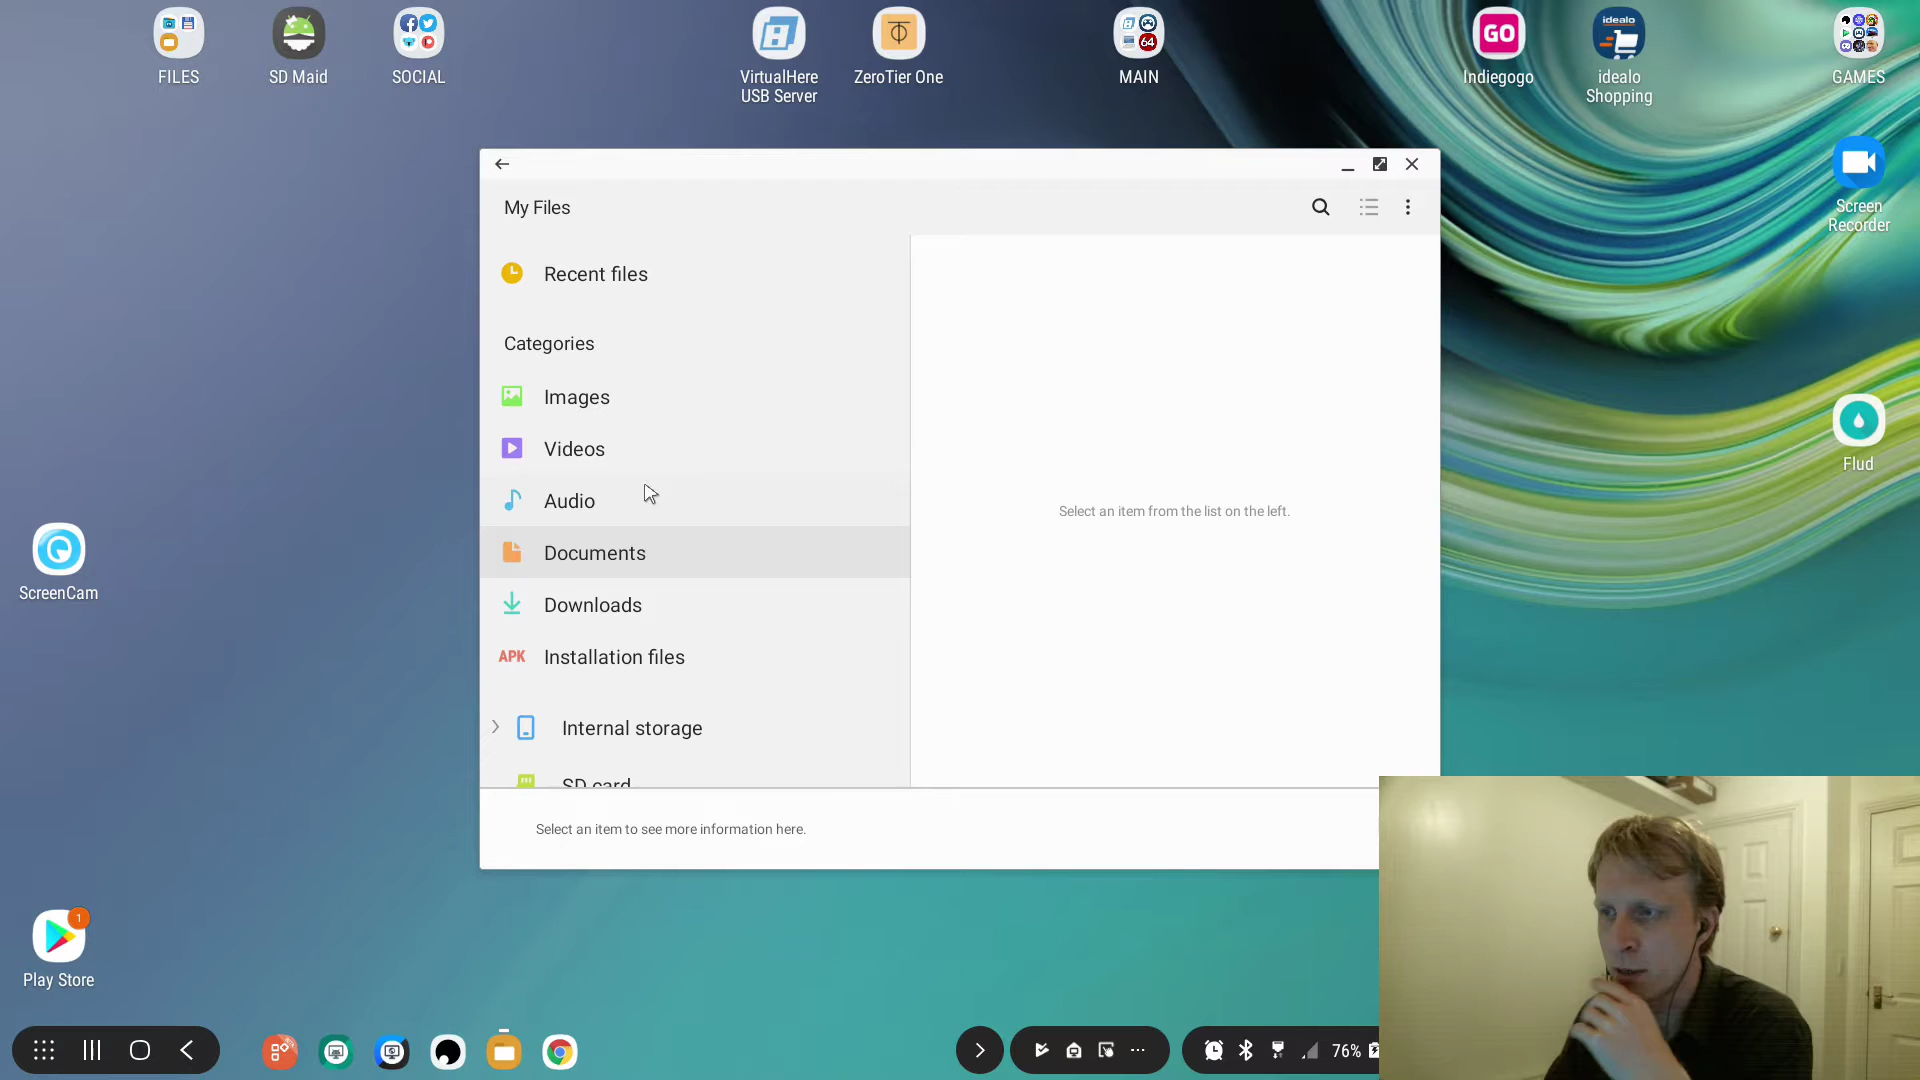 FILES
SD Maid
SOCIAL
VirtualHere
USB Server
ZeroTier One
64
MAIN
GO
Indiegogo
idealo
idealo
Shopping
GAMES
My Files
Screen
Recorder
Recent files
Categories
Images
Videos
Audio
Documents
Downloads
APK Installation files
Internal storage
SD card
Select an item from the list on the left.
Select an item to see more information here.
Flud
ScreenCam
1
Play Store
76%